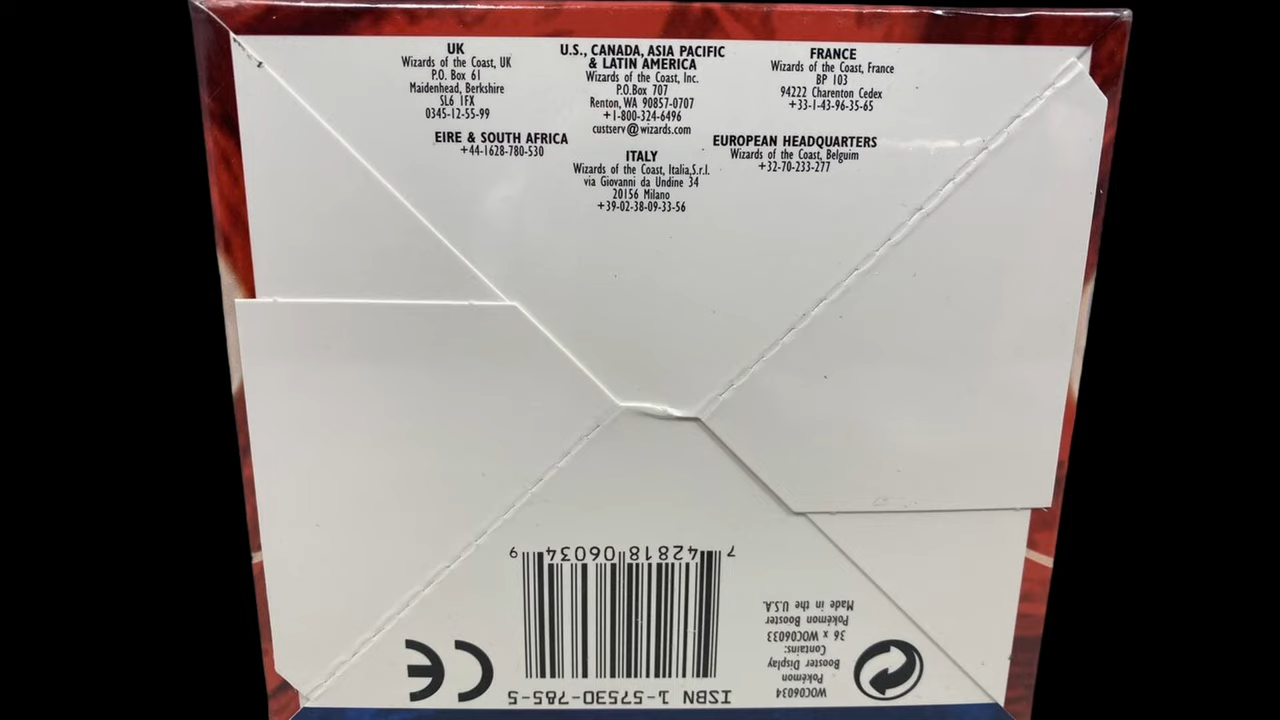 UK
Wizards of the Coast, UK
P.O. Box 61
Maidenhead, Berkshire
SL6 1FX
0345-12-55-99
U.S., CANADA, ASIA PACIFIC
& LATIN AMERICA
Wizards of the Coast, Inc.
P.O.Box 707
Renton, WA 90857-0707
+1-800-324-6496
custserv@wizards.com
FRANCE
Wizards of the Coast, France
BP 103
94222 Charenton Cedex
+33-1-43-96-35-65
EIRE & SOUTH AFRICA
+44-1628-780-530
ITALY
Wizards of the Coast, Italia,S.r.l.
via Giovanni da Undine 34
20156 Milano
+39-02-38-09-33-56
EUROPEAN HEADQUARTERS
Wizards of the Coast, Belguim
+32-70-233-277
WOC06034
Pokémon
Booster Display
Contains:
36 x WOC06033
Pokémon Booster
Made in the U.S.A.
ISBN 1-57530-785-5
7 42818 06034 9
CE